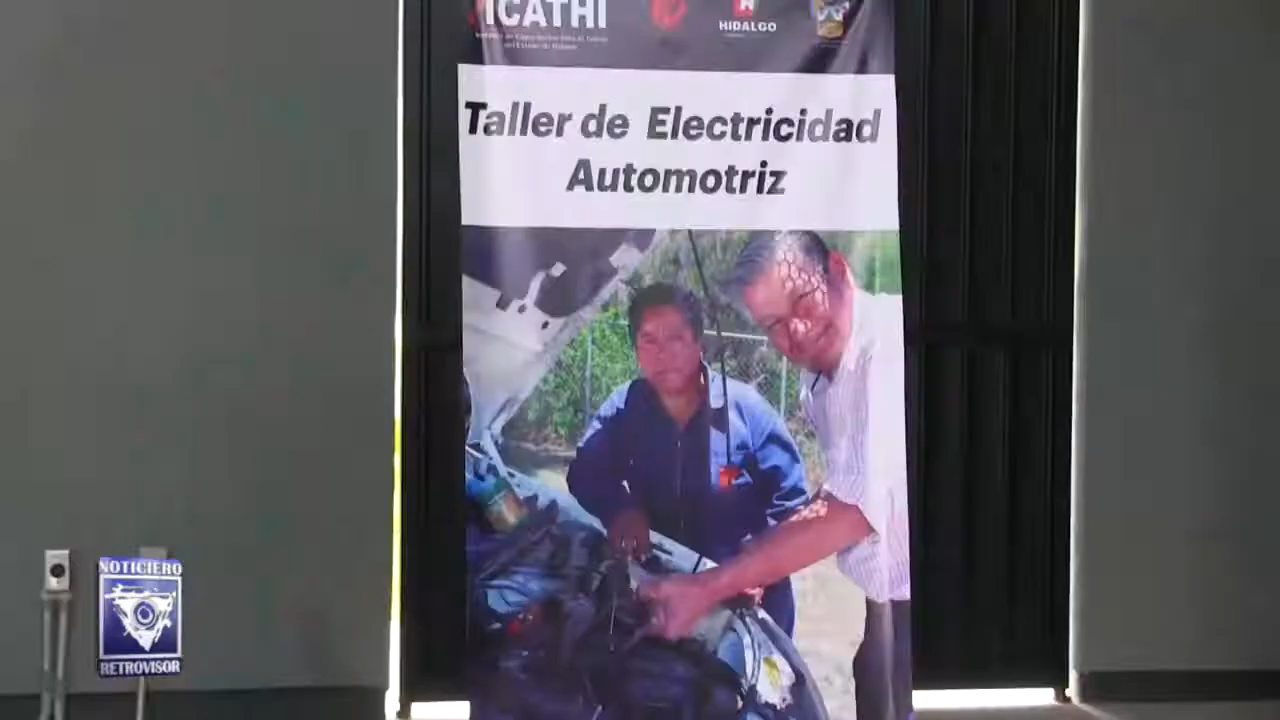 ICATHI
HIDALGO
Taller de Electricidad
Automotriz
NOTICIERO
RETROVISOR